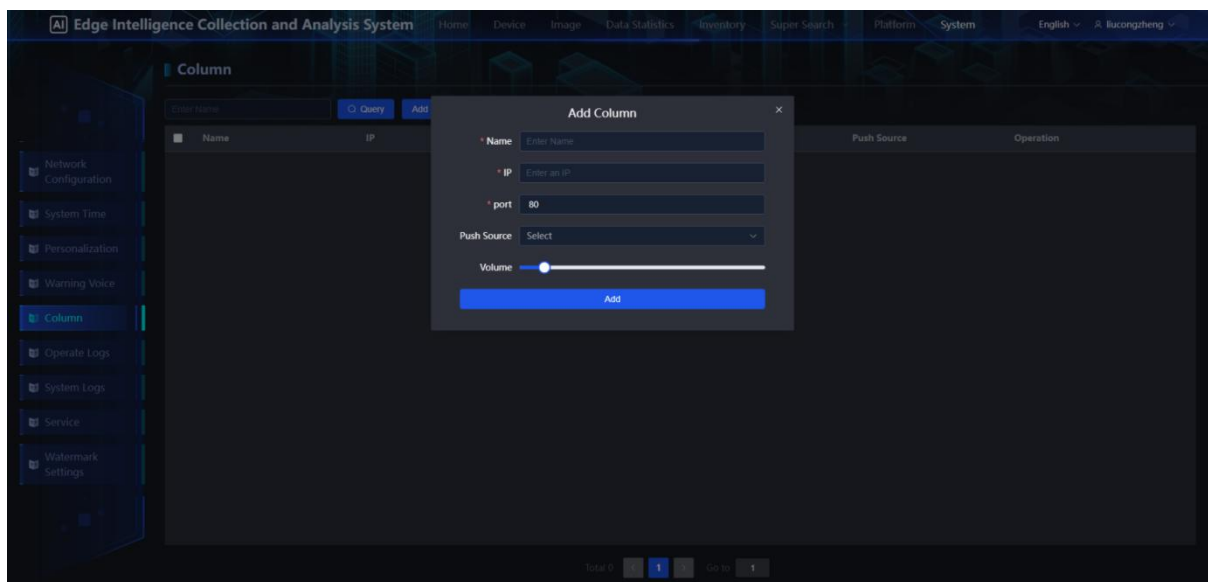 AI Edge Intelligence Collection and Analysis System Home Device Image Data Statistics Inventory Super Search Platform System English liucongzheng
Column
Enter Name Query Add
Add Column
Name IP Push Source Operation
* Name Enter Name
* IP Enter an IP
* port 80
Push Source Select
Volume
Add
Network
Configuration
System Time
Personalization
Warning Voice
Column
Operate Logs
System Logs
Service
Watermark
Settings
Total 0 1 Go to 1